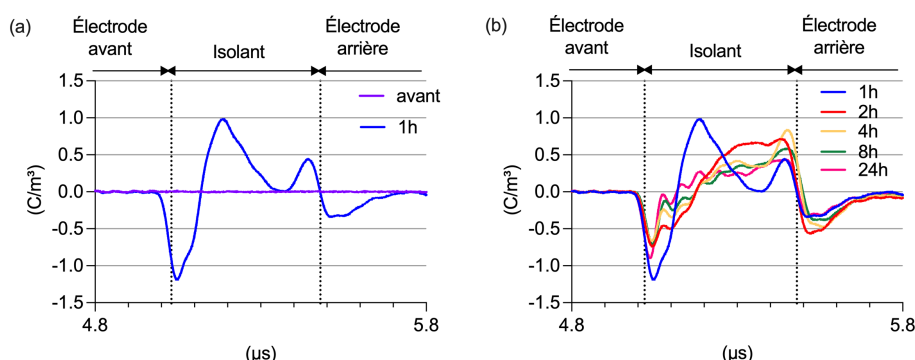 (a)
Électrode
avant
Isolant
Électrode
arrière
1.5
1.0
0.5
0.0
-0.5
-1.0
-1.5
(C/m³)
avant
1h
4.8
5.8
(µs)
(b)
Électrode
avant
Isolant
Électrode
arrière
1.5
1.0
0.5
0.0
-0.5
-1.0
-1.5
(C/m³)
1h
2h
4h
8h
24h
4.8
5.8
(µs)